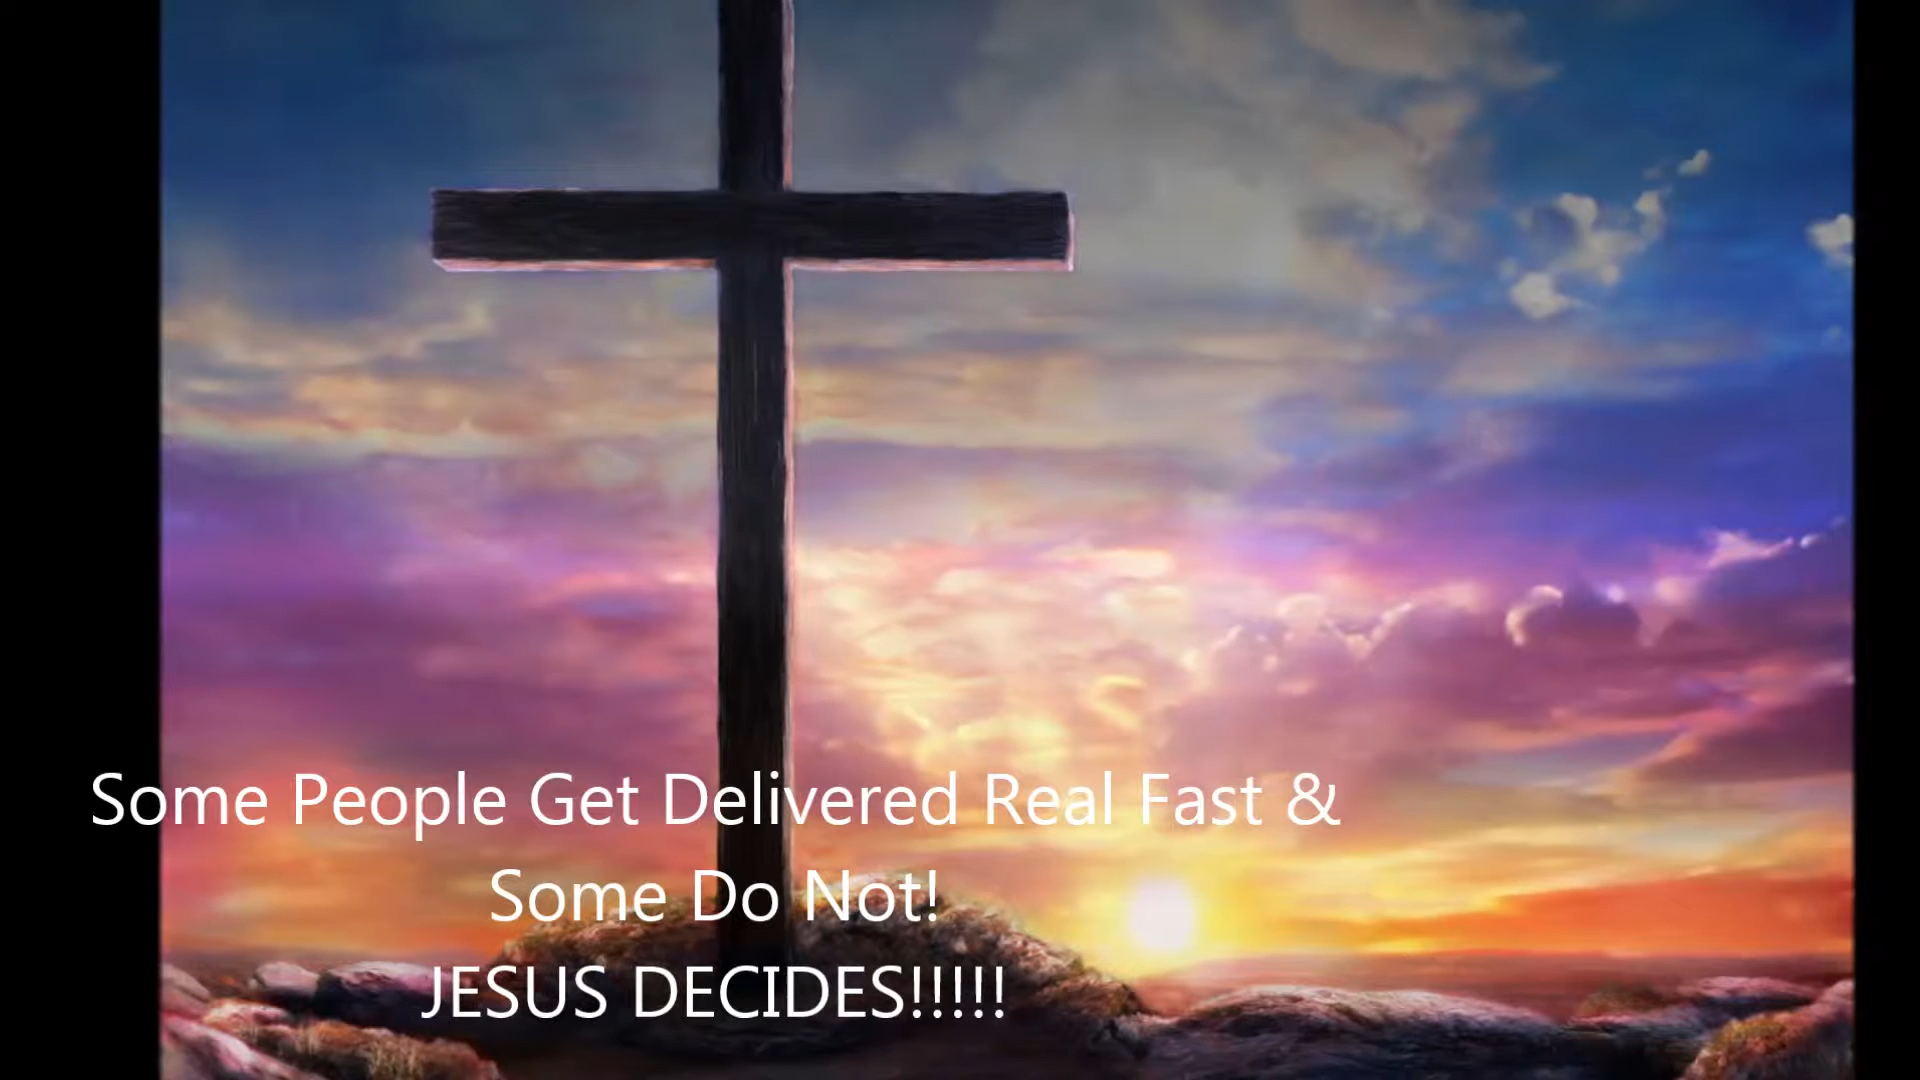 Some People Get Delivered Real Fast &
Some Do Not!
JESUS DECIDES!!!!!